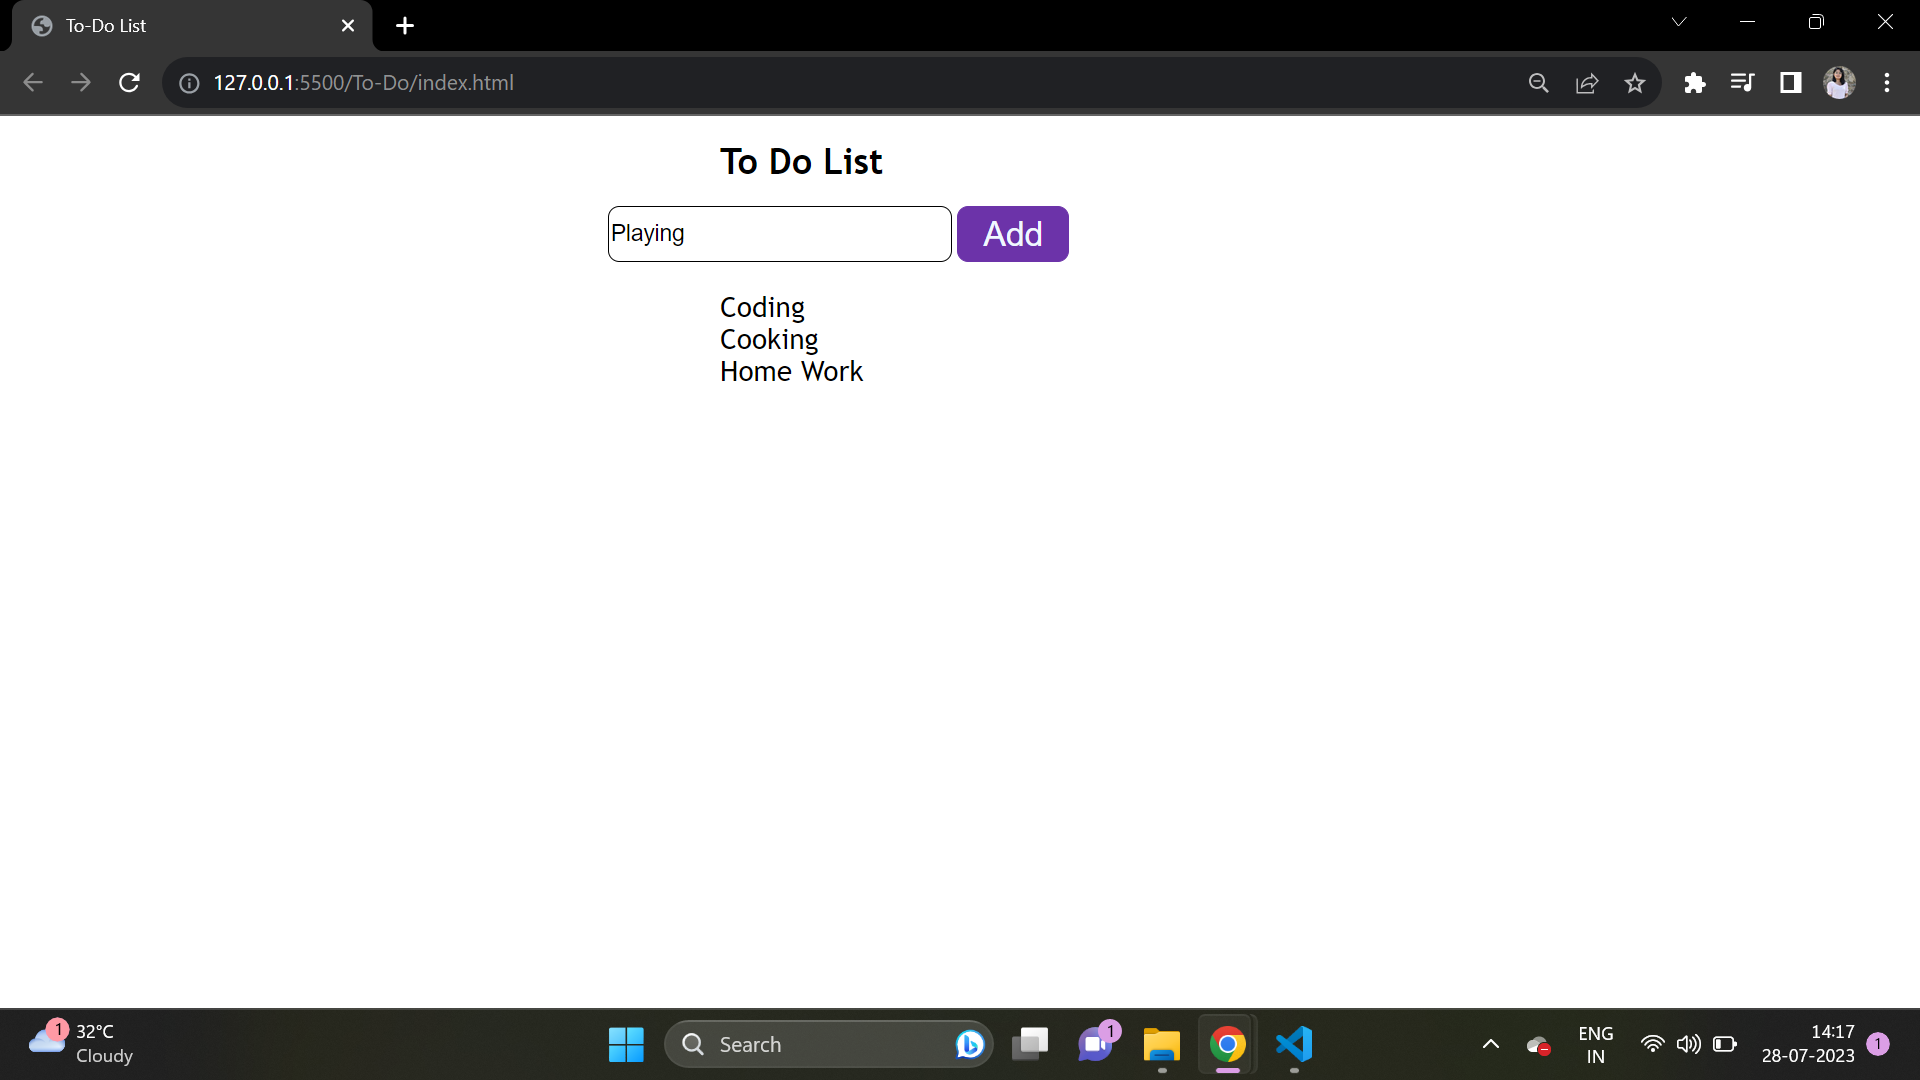 To-Do List
127.0.0.1:5500/To-Do/index.html
To Do List
Playing
Add
Coding
Cooking
Home Work
1
32°C
Cloudy
Search
1
ENG
IN
14:17
28-07-2023
1